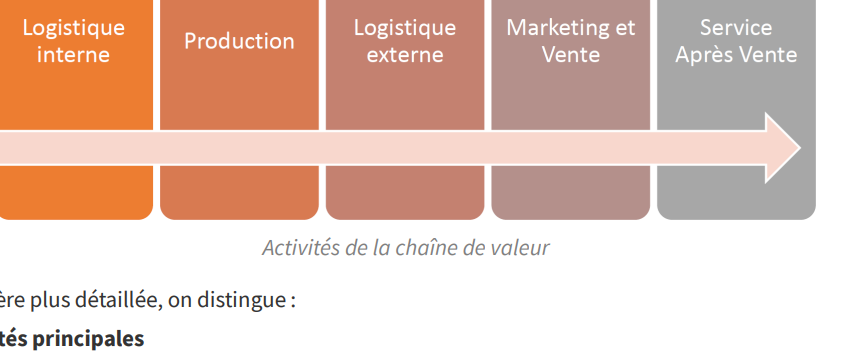 Logistique interne
Production
Logistique externe
Marketing et Vente
Service Après Vente
Activités de la chaîne de valeur
ère plus détaillée, on distingue :
tés principales